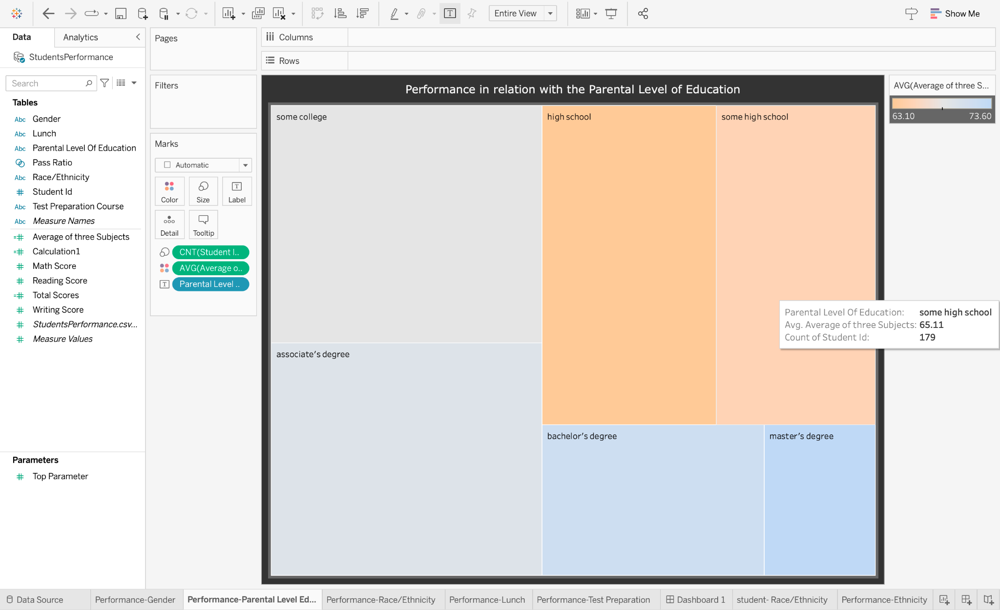 Entire View
Show Me
Data
Analytics
StudentsPerformance
Search
Tables
Abc Gender
Abc Lunch
Abc Parental Level Of Education
Pass Ratio
Abc Race/Ethnicity
# Student Id
Abc Test Preparation Course
Abc Measure Names
=# Average of three Subjects
=# Calculation1
# Math Score
# Reading Score
=# Total Scores
# Writing Score
# StudentsPerformance.csv...
# Measure Values
Parameters
# Top Parameter
Pages
Filters
Marks
Automatic
Color
Size
T Label
Detail
Tooltip
CNT(Student I..
AVG(Average o..
T Parental Level ..
Columns
Rows
Performance in relation with the Parental Level of Education
some college
high school
some high school
associate's degree
bachelor's degree
master's degree
Parental Level Of Education: some high school
Avg. Average of three Subjects: 65.11
Count of Student Id: 179
AVG(Average of three S...
63.10 73.60
Data Source
Performance-Gender
Performance-Parental Level Ed...
Performance-Race/Ethnicity
Performance-Lunch
Performance-Test Preparation
Dashboard 1
student- Race/Ethnicity
Performance-Ethnicity